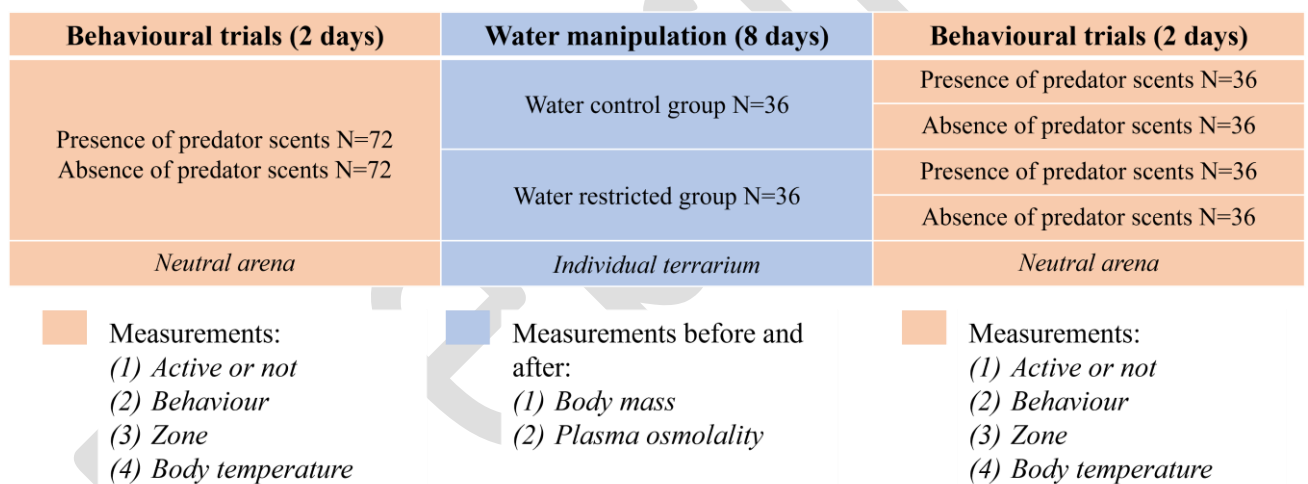 Behavioural trials (2 days)
Water manipulation (8 days)
Behavioural trials (2 days)
Presence of predator scents N=72
Absence of predator scents N=72
Water control group N=36
Water restricted group N=36
Presence of predator scents N=36
Absence of predator scents N=36
Presence of predator scents N=36
Absence of predator scents N=36
Neutral arena
Individual terrarium
Neutral arena
Measurements:
(1) Active or not
(2) Behaviour
(3) Zone
(4) Body temperature
Measurements before and
after:
(1) Body mass
(2) Plasma osmolality
Measurements:
(1) Active or not
(2) Behaviour
(3) Zone
(4) Body temperature